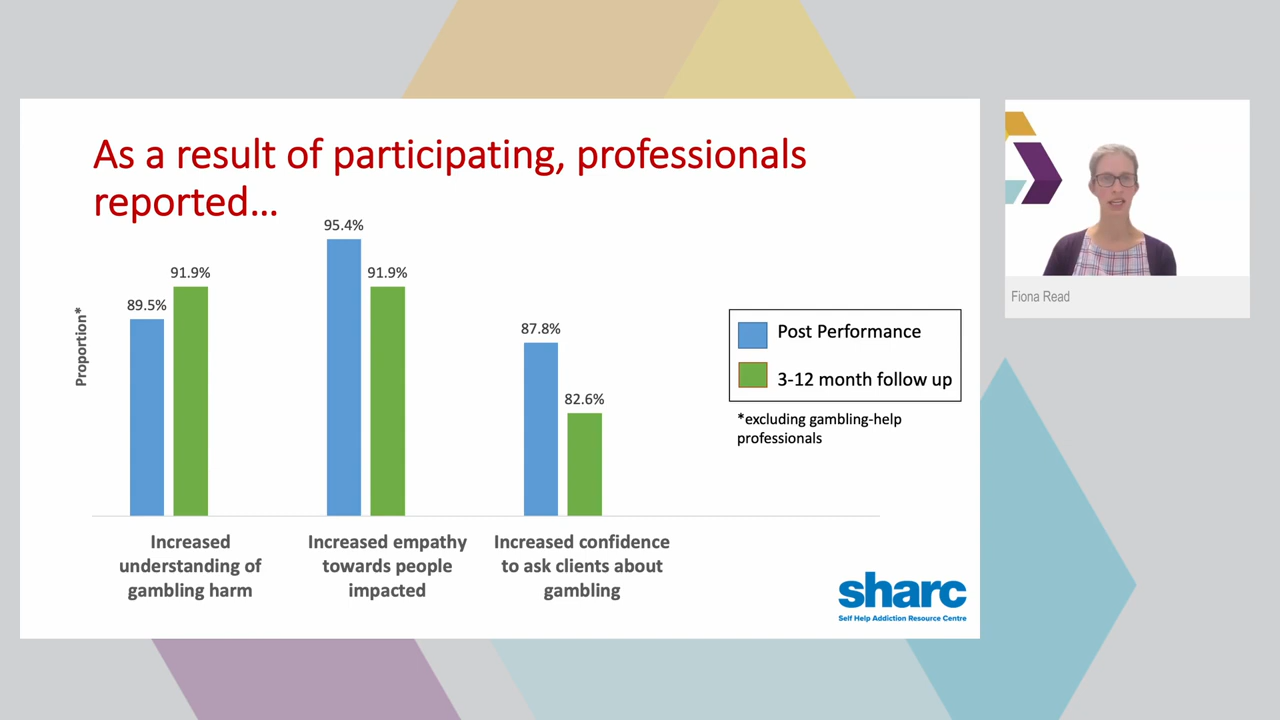 As a result of participating, professionals
reported...
Proportion*
89.5%
91.9%
95.4%
91.9%
87.8%
82.6%
Increased
understanding of
gambling harm
Increased empathy
towards people
impacted
Increased confidence
to ask clients about
gambling
Post Performance
3-12 month follow up
*excluding gambling-help
professionals
sharc
Self Help Addiction Resource Centre
Fiona Read